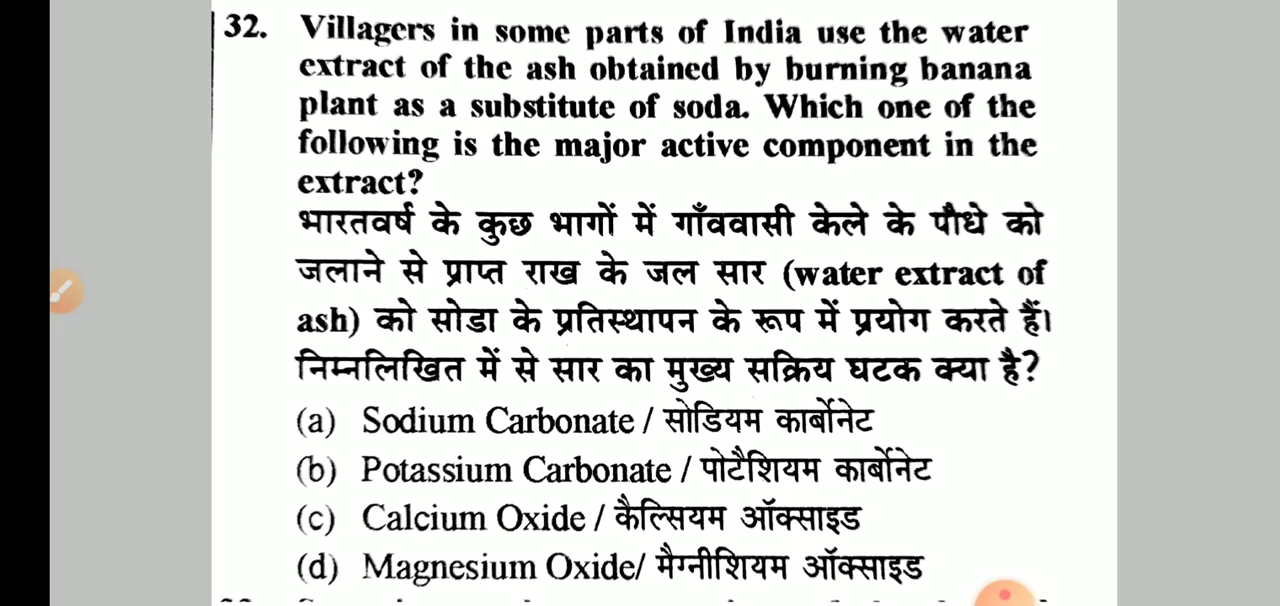 32. Villagers in some parts of India use the water
extract of the ash obtained by burning banana
plant as a substitute of soda. Which one of the
following is the major active component in the
extract?
भारतवर्ष के कुछ भागों में गाँववासी केले के पौधे को
जलाने से प्राप्त राख के जल सार (water extract of
ash) को सोडा के प्रतिस्थापन के रूप में प्रयोग करते हैं।
निम्नलिखित में से सार का मुख्य सक्रिय घटक क्या है?
(a) Sodium Carbonate / सोडियम कार्बोनेट
(b) Potassium Carbonate / पोटैशियम कार्बोनेट
(c) Calcium Oxide / कैल्सियम ऑक्साइड
(d) Magnesium Oxide/ मैग्नीशियम ऑक्साइड